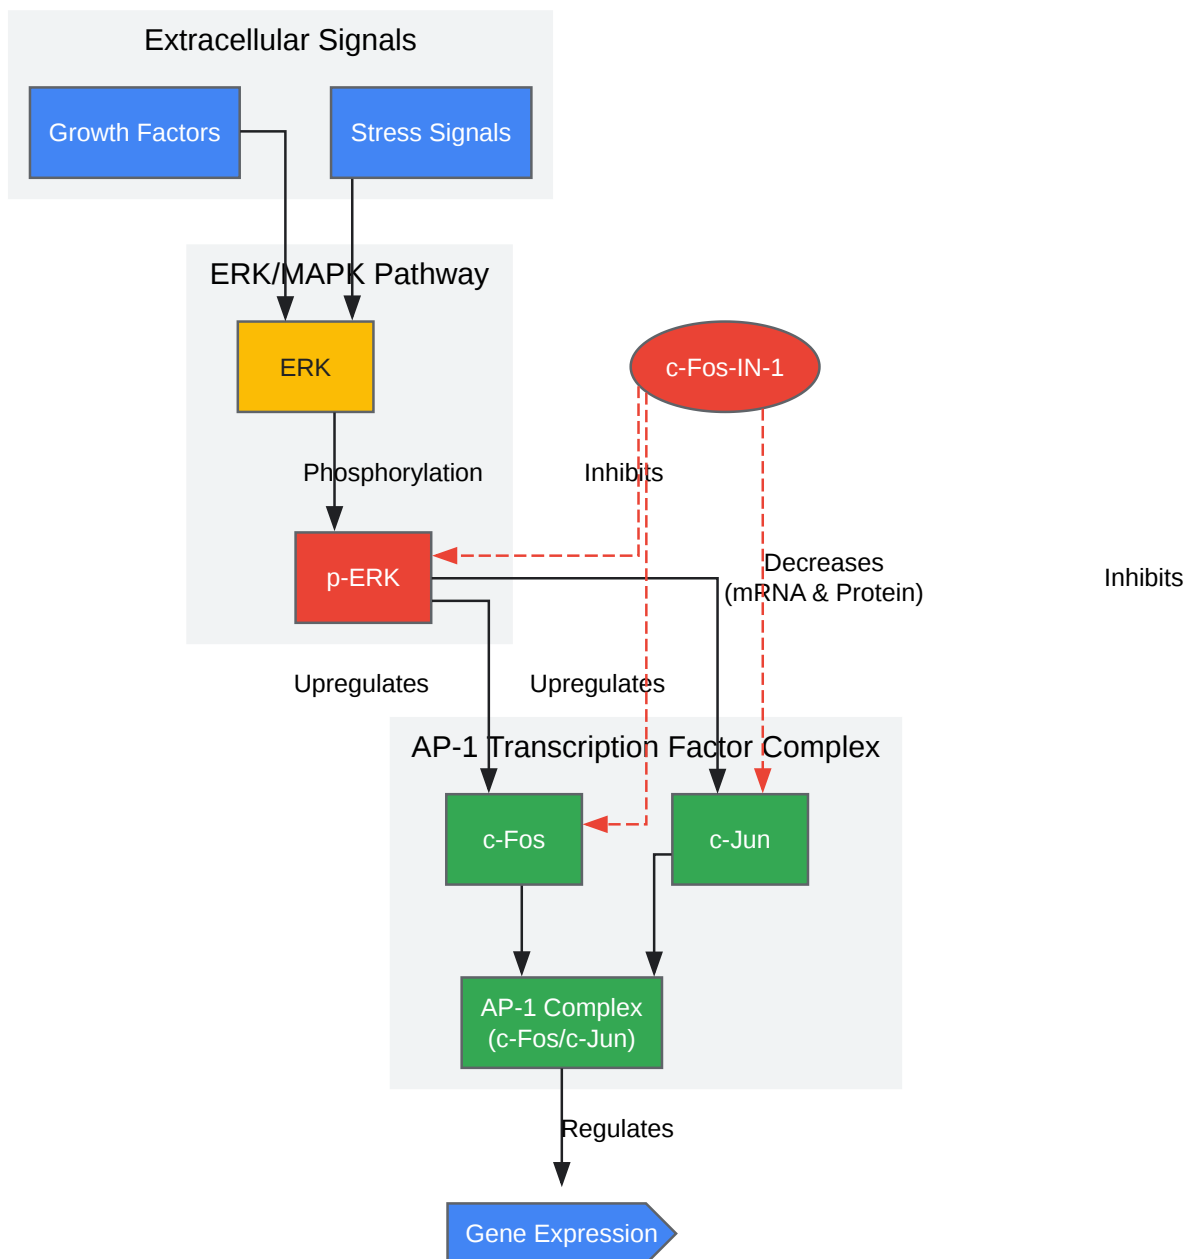 Extracellular Signals
Growth Factors
Stress Signals
ERK/MAPK Pathway
ERK
c-Fos-IN-1
Phosphorylation
Inhibits
Decreases
(mRNA & Protein)
Inhibits
p-ERK
Upregulates
Upregulates
AP-1 Transcription Factor Complex
c-Fos
c-Jun
AP-1 Complex
(c-Fos/c-Jun)
Regulates
Gene Expression